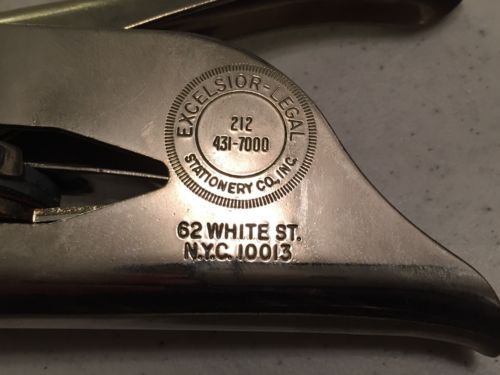 EXCELSIOR-LEGAL
212
431-7000
STATIONERY CO., INC.
62 WHITE ST.
N.Y.C. 10013